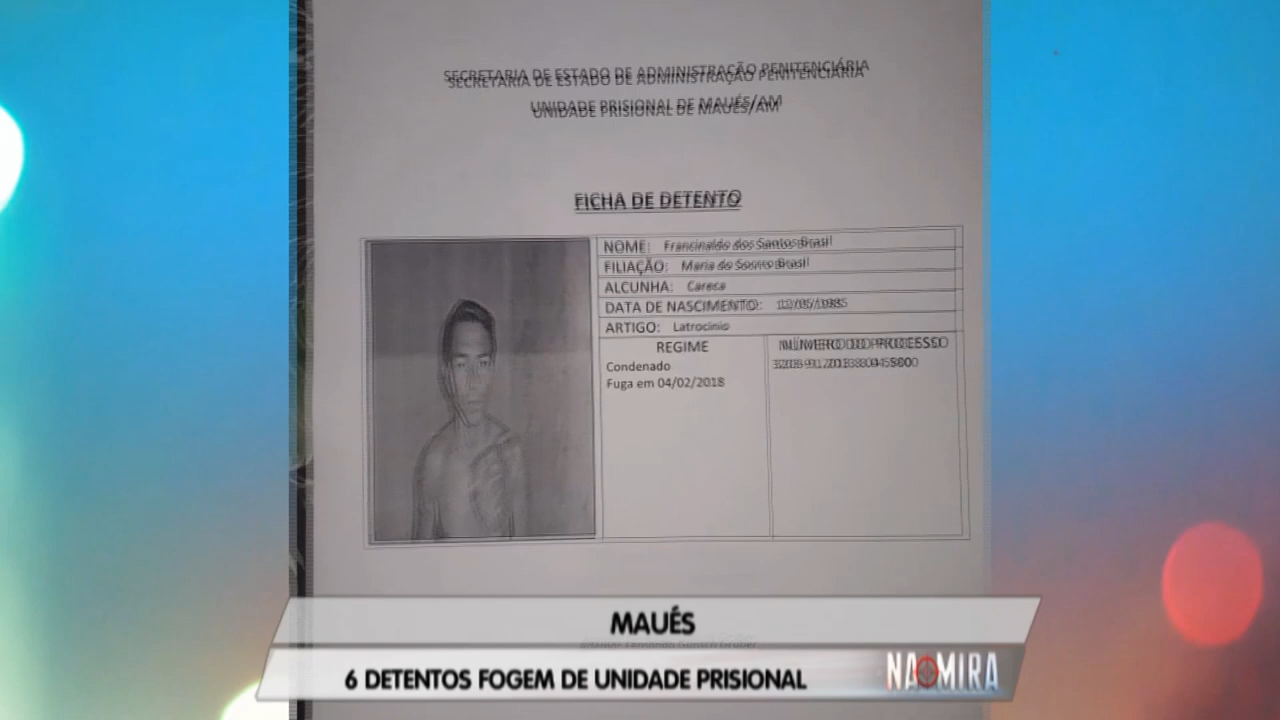 SECRETARIA DE ESTADO DE ADMINISTRAÇÃO PENITENCIÁRIA
UNIDADE PRISIONAL DE MAUÉS/AM
FICHA DE DETENTO
NOME: Francinaldo dos Santos Brasil
FILIAÇÃO: Maria do Brasil
ALCUNHA: Careca
DATA DE NASCIMENTO:
ARTIGO: Latrocínio
REGIME
NÚMERO DO PROCESSO
Condenado
Fuga em 04/02/2018
MAUÉS
6 DETENTOS FOGEM DE UNIDADE PRISIONAL
NA MIRA